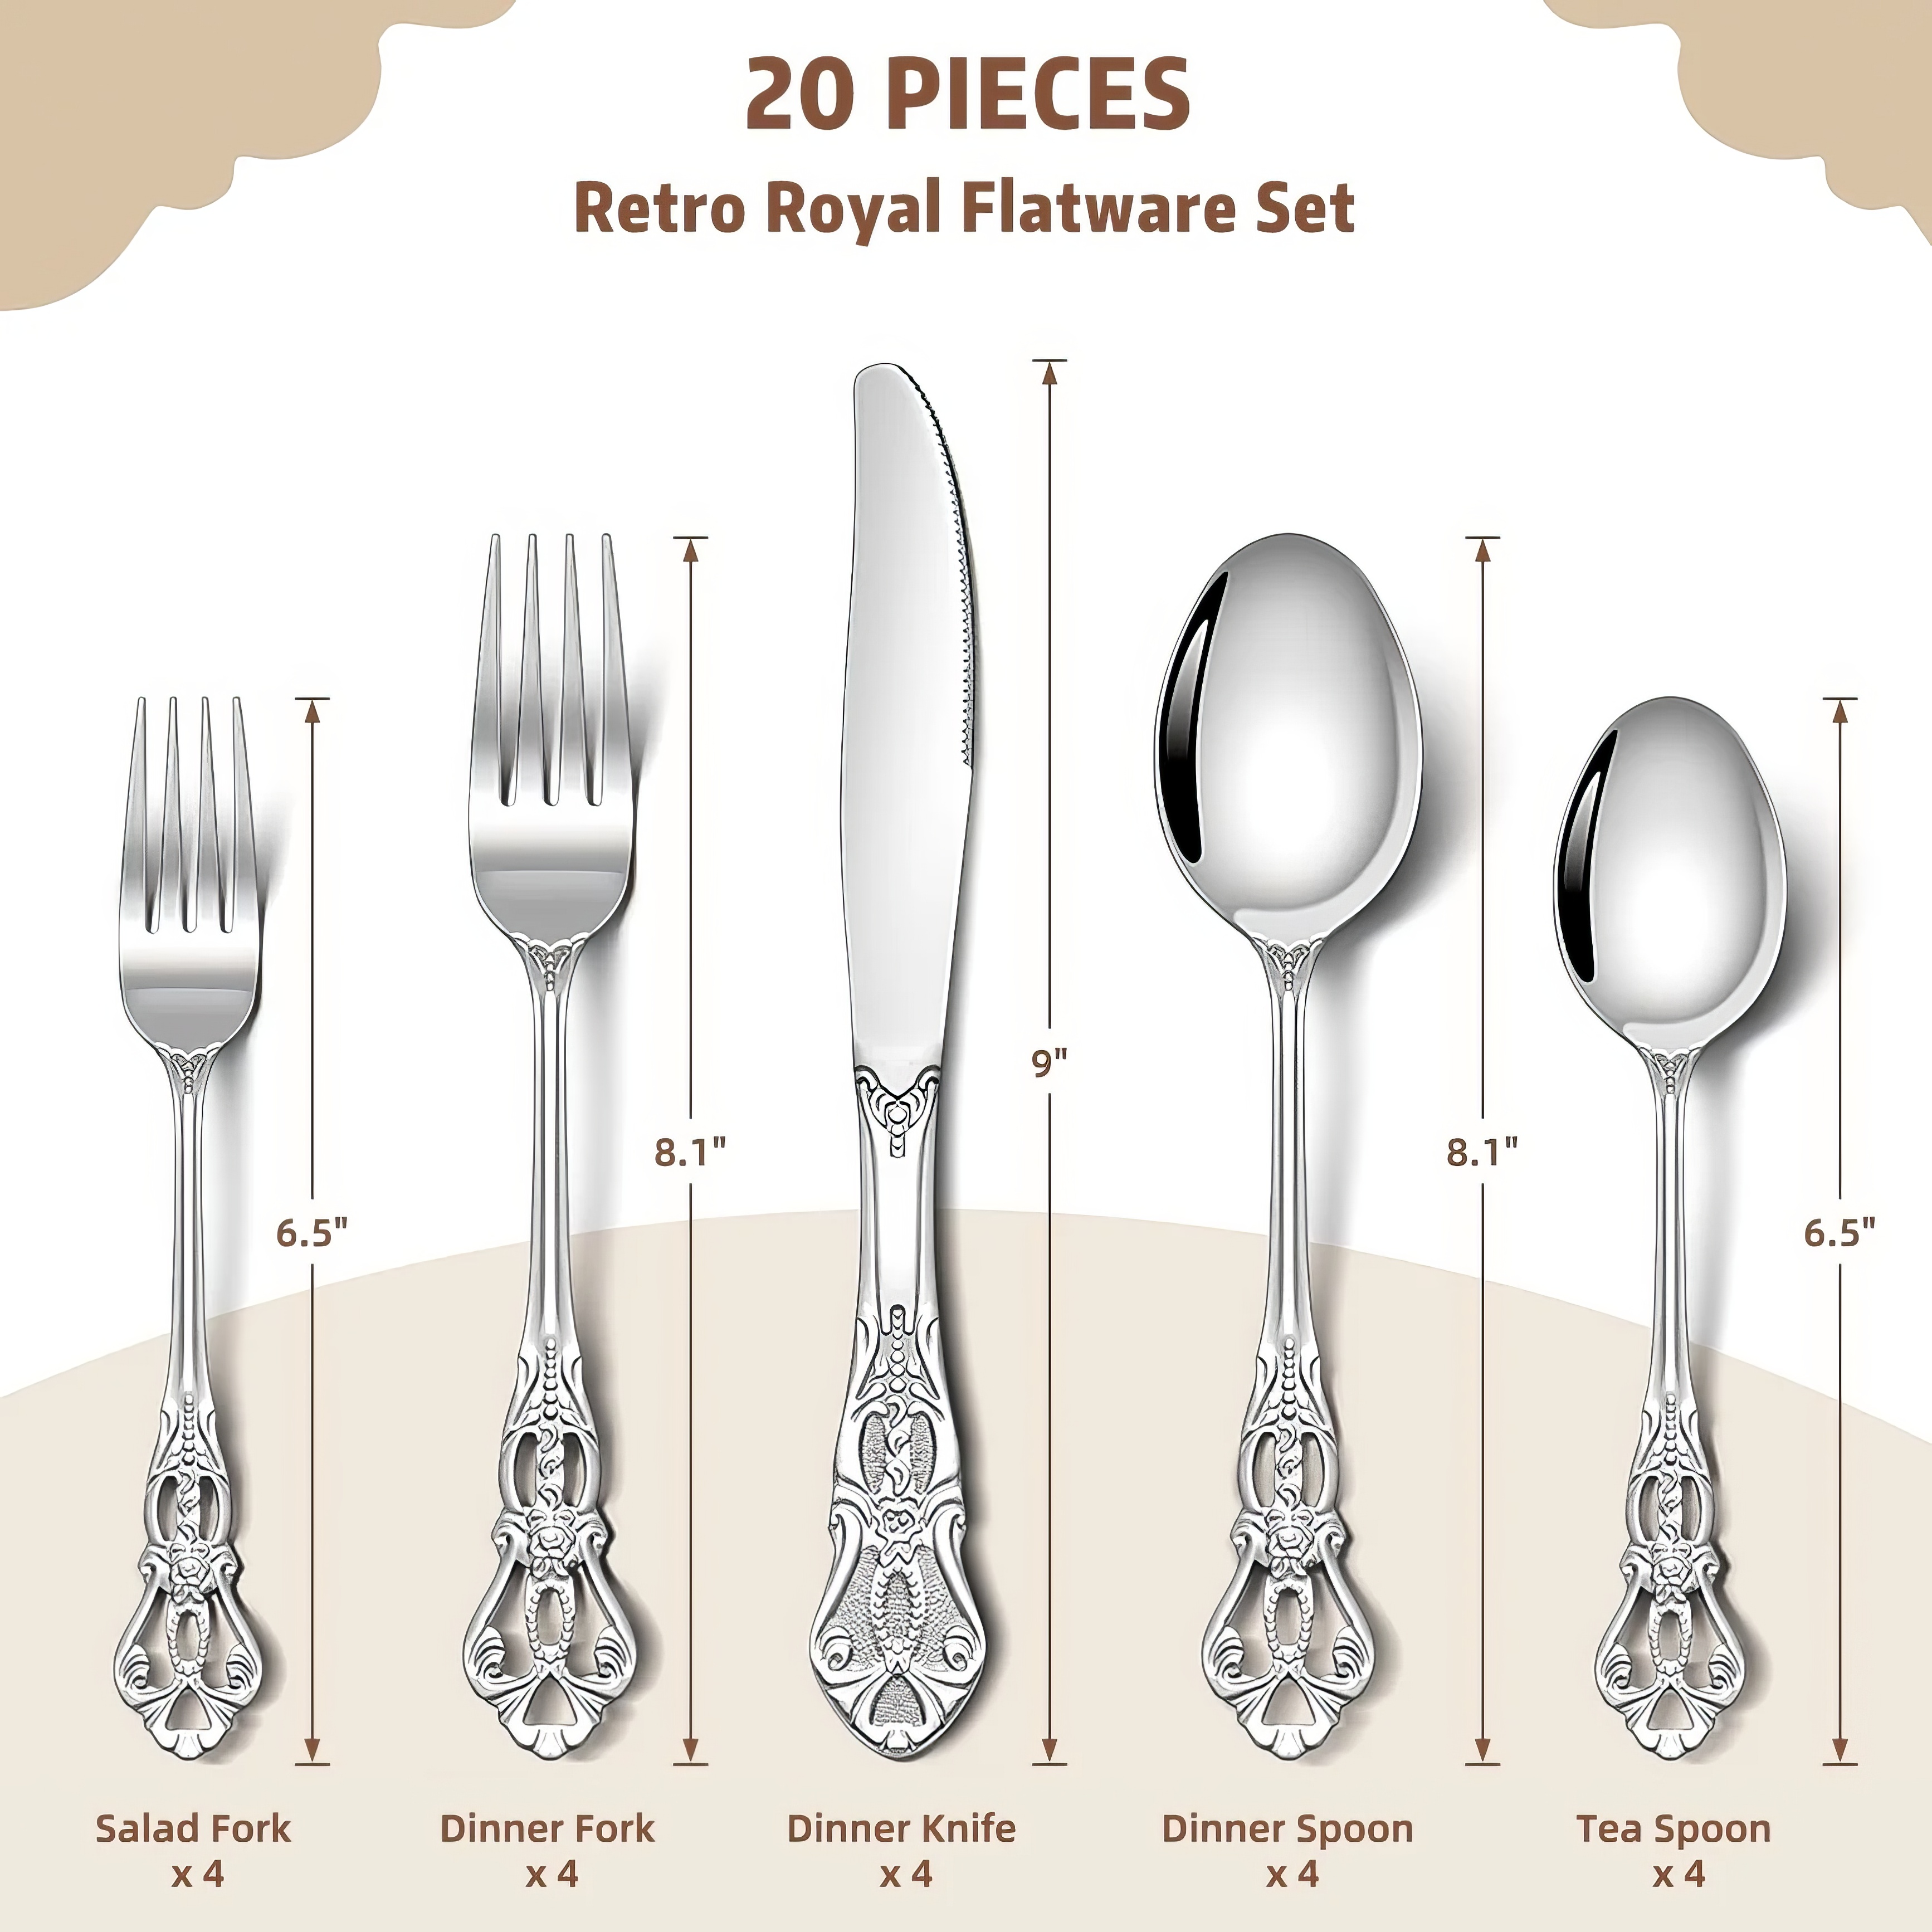 20 PIECES
Retro Royal Flatware Set
9"
8.1"
8.1"
6.5"
6.5"
Salad Fork
x 4
Dinner Fork
x 4
Dinner Knife
x 4
Dinner Spoon
x 4
Tea Spoon
x 4